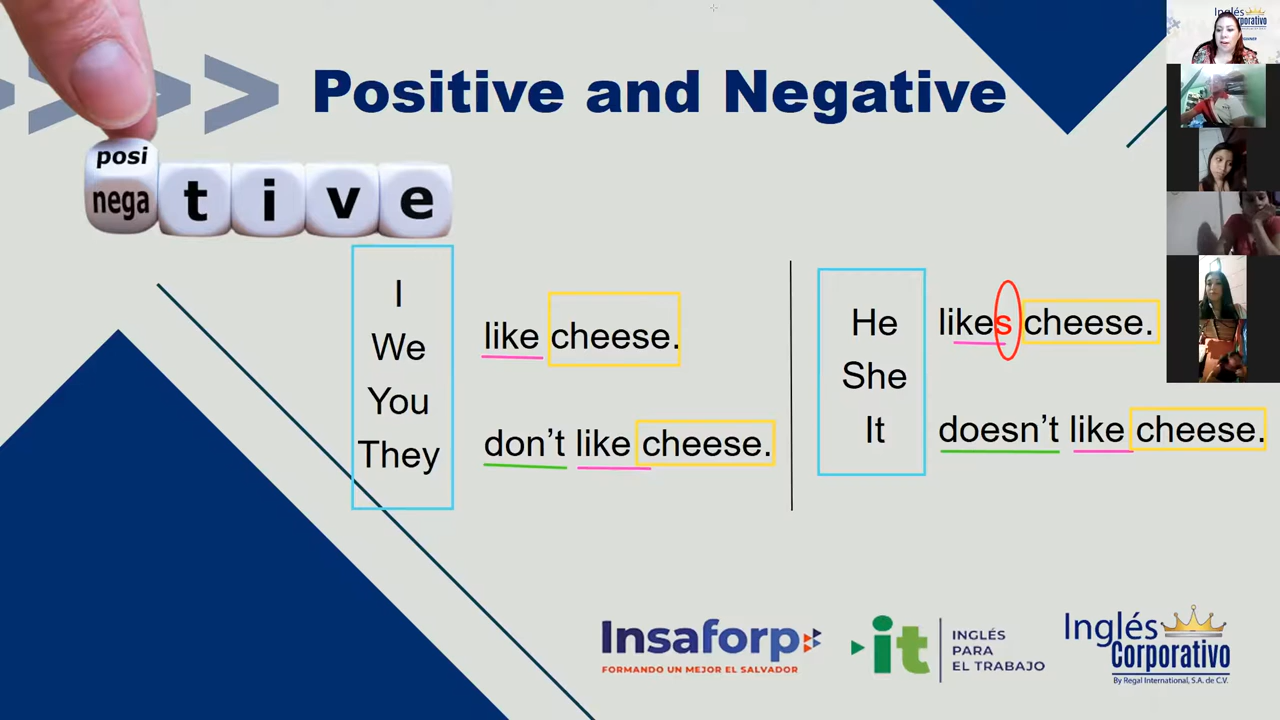 Positive and Negative
posi
nega
t i v e
I
We
You
They
like cheese.
don't like cheese.
He
She
It
likes cheese.
doesn't like cheese.
Insaforp
FORMANDO UN MEJOR EL SALVADOR
it
INGLÉS
PARA
EL TRABAJO
Inglés
Corporativo
By Regal International, S.A. de C.V.
Inglés
Corporativo